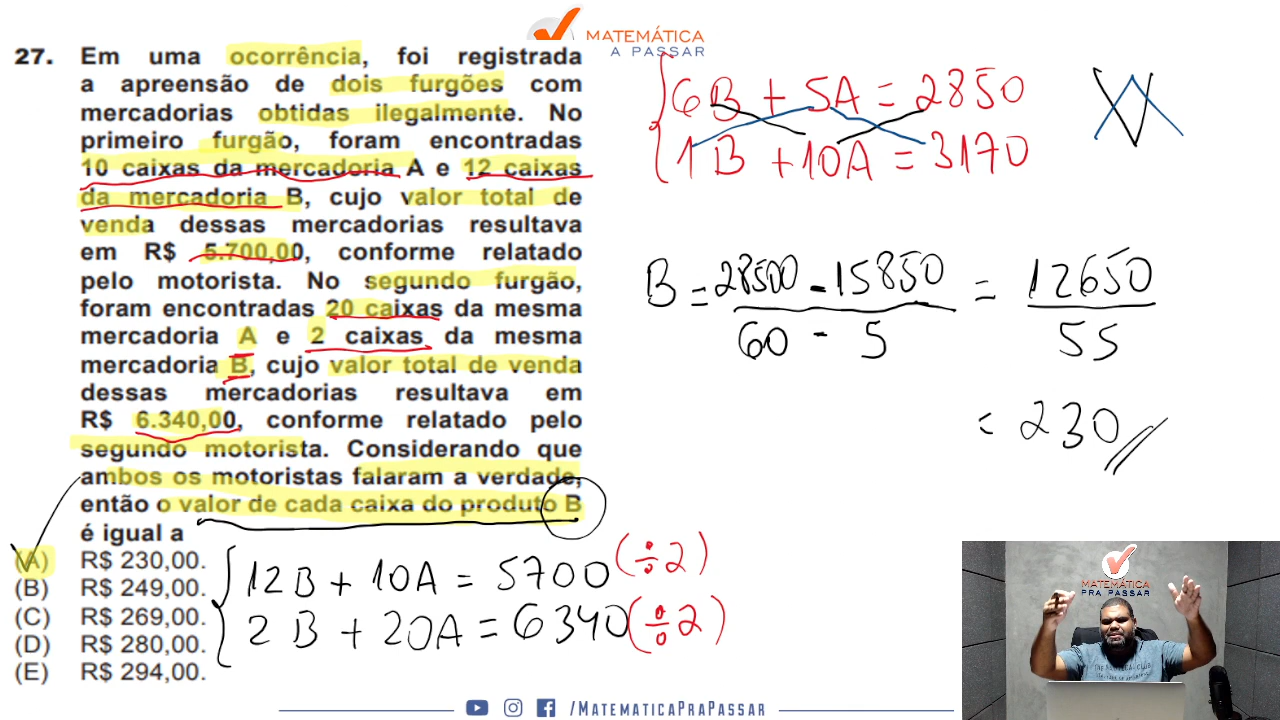 MATEMÁTICA
A PASSAR
27. Em uma ocorrência, foi registrada
a apreensão de dois furgões com
mercadorias obtidas ilegalmente. No
primeiro furgão, foram encontradas
10 caixas da mercadoria A e 12 caixas
da mercadoria B, cujo valor total de
venda dessas mercadorias resultava
em R$ 5.700,00, conforme relatado
pelo motorista. No segundo furgão,
foram encontradas 20 caixas da mesma
mercadoria A e 2 caixas da mesma
mercadoria B, cujo valor total de venda
dessas mercadorias resultava em
R$ 6.340,00, conforme relatado pelo
segundo motorista. Considerando que
ambos os motoristas falaram a verdade,
então o valor de cada caixa do produto B
é igual a
(A) R$ 230,00.
(B) R$ 249,00.
(C) R$ 269,00.
(D) R$ 280,00.
(E) R$ 294,00.
12B + 10A = 5700 (÷2)
2B + 20A = 6340 (÷2)
6B + 5A = 2850
1B + 10A = 3170
B = 28500 - 15850 = 12650
60 - 5 55
= 230
MATEMÁTICA
PRA PASSAR
/MatematicaPraPassar